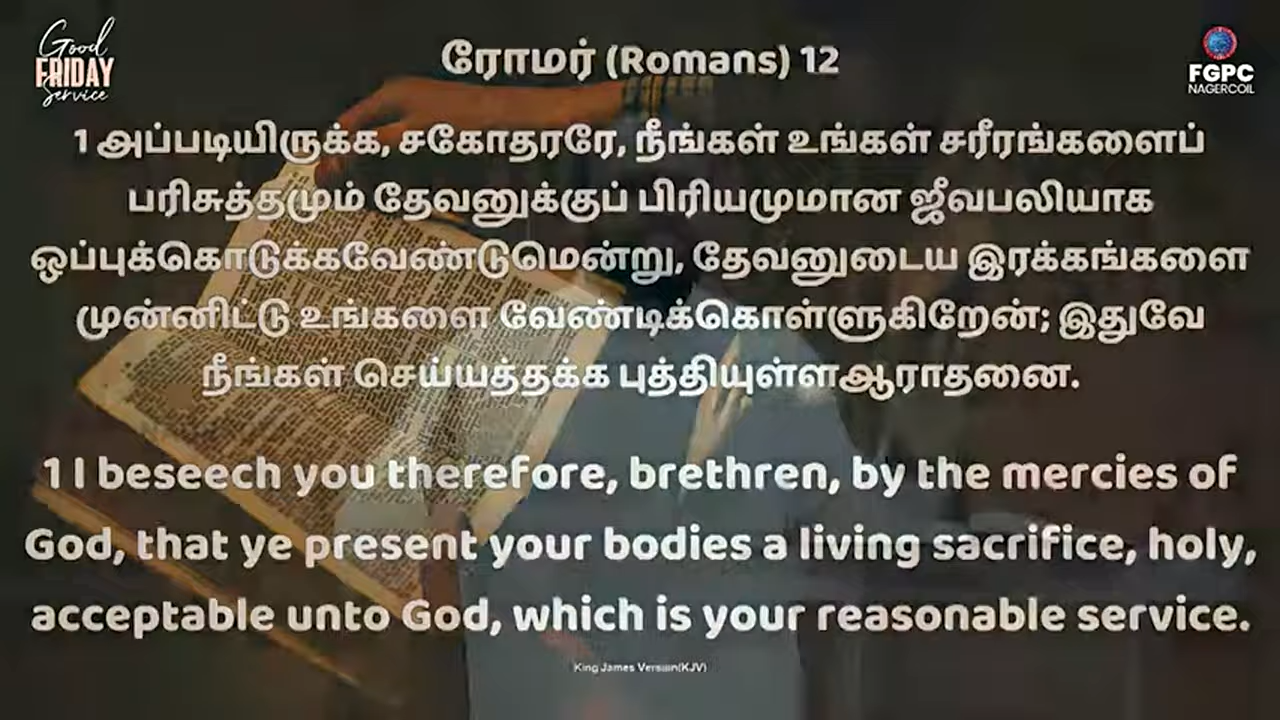 Good
FRIDAY
Service
FGPC
NAGERCOIL
ரோமர் (Romans) 12
1 அப்படியிருக்க, சகோதரரே, நீங்கள் உங்கள் சரீரங்களைப்
பரிசுத்தமும் தேவனுக்குப் பிரியமுமான ஜீவபலியாக
ஒப்புக்கொடுக்கவேண்டுமென்று, தேவனுடைய இரக்கங்களை
முன்னிட்டு உங்களை வேண்டிக்கொள்ளுகிறேன்; இதுவே
நீங்கள் செய்யத்தக்க புத்தியுள்ளஆராதனை.
1 I beseech you therefore, brethren, by the mercies of
God, that ye present your bodies a living sacrifice, holy,
acceptable unto God, which is your reasonable service.
King James Version(KJV)